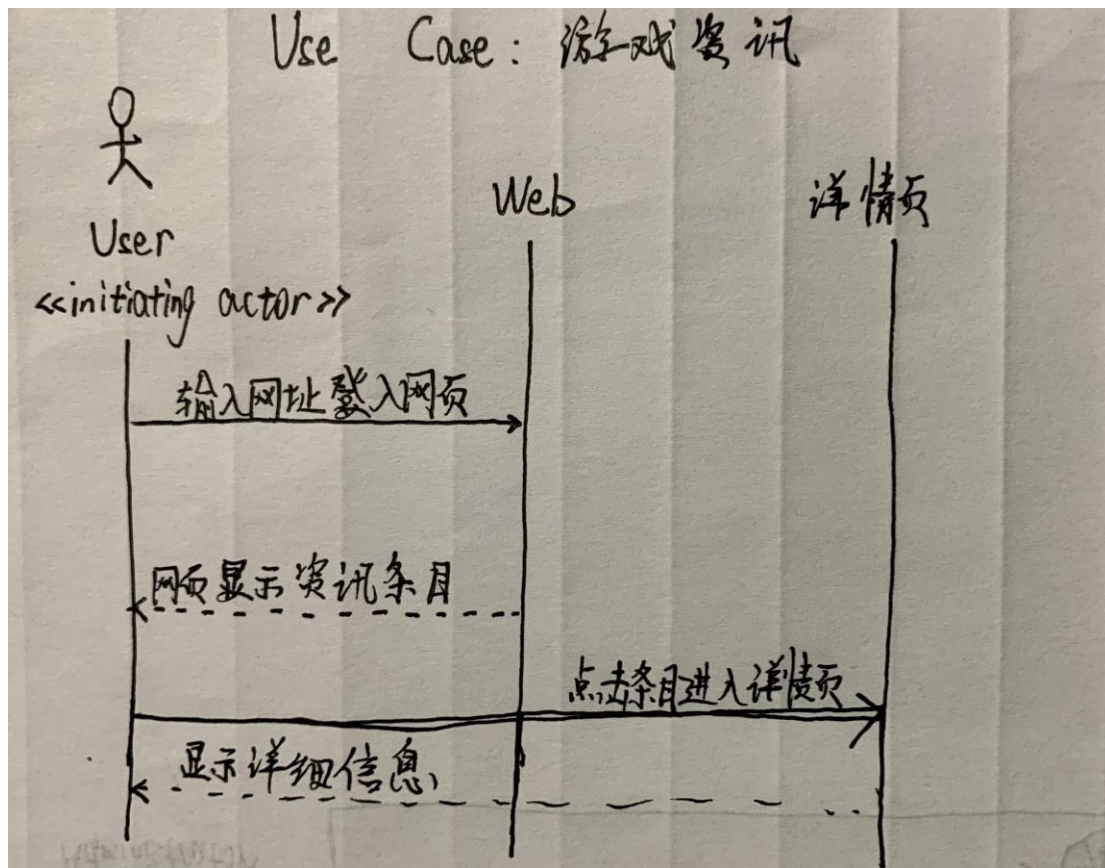 Use Case: 游戏资讯
User
<<initiating actor>>
Web
详情页
输入网址登入网页
网页显示资讯条目
点击条目进入详情页
显示详细信息